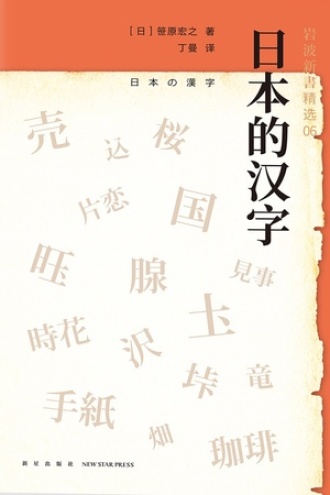 [日] 笹原宏之 著
丁曼 译
日本の漢字
日本的汉字
岩波新書精选06
売
込
桜
片恋
国
旺
腺
見事
圡
時花
沢
垰
竜
手紙
畑
珈琲
新星出版社 NEW STAR PRESS